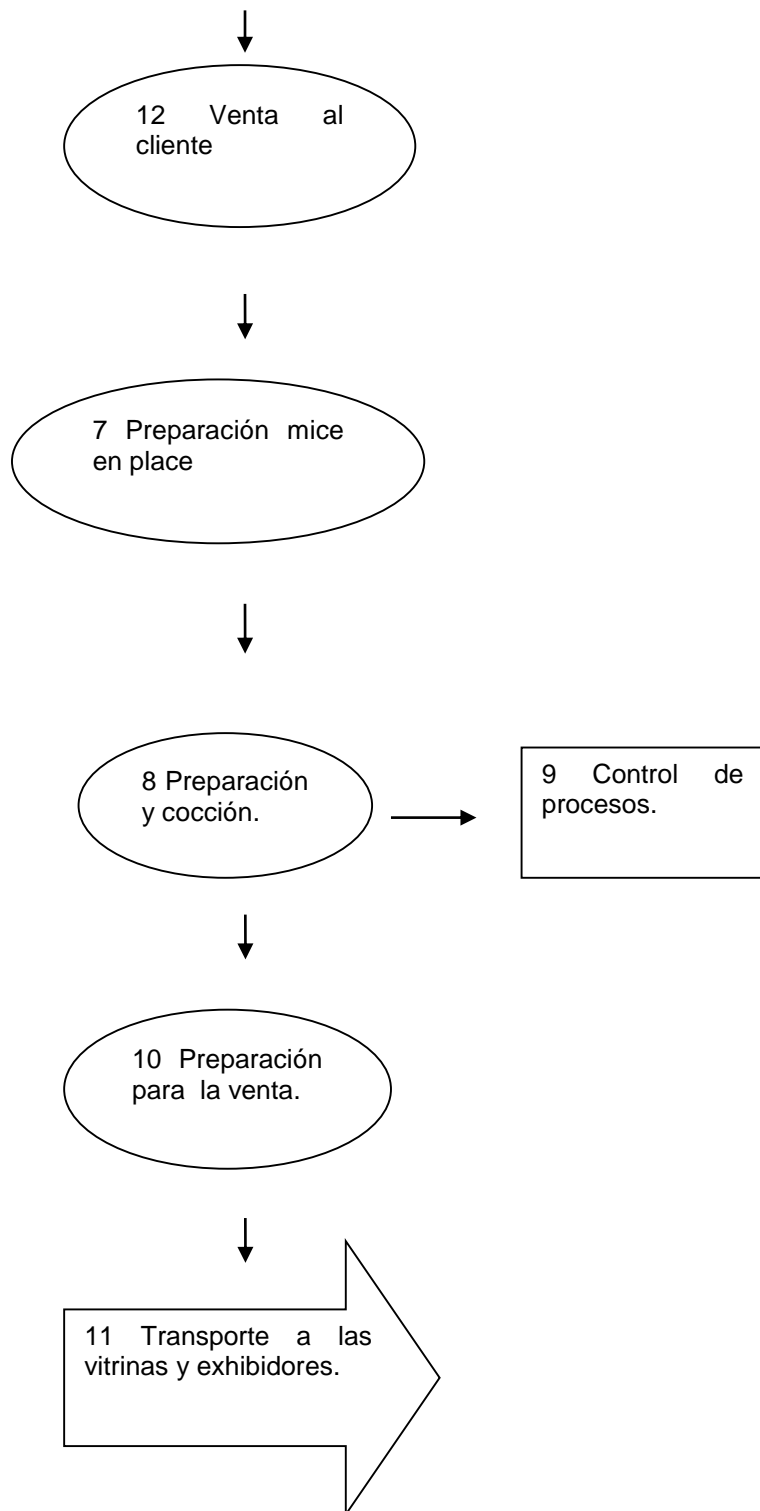 12 Venta al
cliente
7 Preparación mice
en place
8 Preparación
y cocción.
9 Control de
procesos.
10 Preparación
para la venta.
11 Transporte a las
vitrinas y exhibidores.